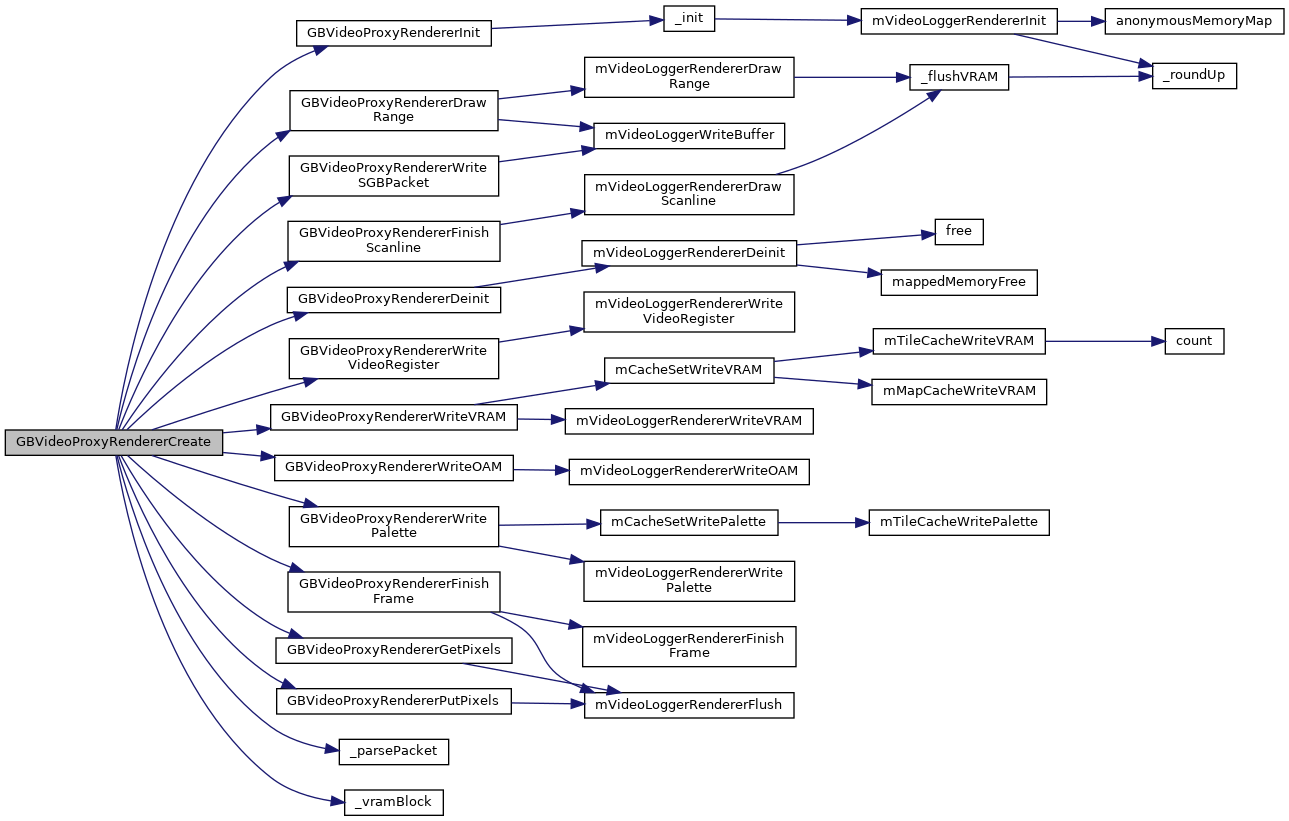 GBVideoProxyRendererCreate
GBVideoProxyRendererInit
_init
mVideoLoggerRendererInit
anonymousMemoryMap
_roundUp
GBVideoProxyRendererDraw
Range
mVideoLoggerRendererDraw
Range
_flushVRAM
mVideoLoggerWriteBuffer
GBVideoProxyRendererWrite
SGBPacket
GBVideoProxyRendererFinish
Scanline
mVideoLoggerRendererDraw
Scanline
GBVideoProxyRendererDeinit
mVideoLoggerRendererDeinit
free
mappedMemoryFree
GBVideoProxyRendererWrite
VideoRegister
mVideoLoggerRendererWrite
VideoRegister
GBVideoProxyRendererWriteVRAM
mCacheSetWriteVRAM
mTileCacheWriteVRAM
count
mMapCacheWriteVRAM
mVideoLoggerRendererWriteVRAM
GBVideoProxyRendererWriteOAM
mVideoLoggerRendererWriteOAM
GBVideoProxyRendererWrite
Palette
mCacheSetWritePalette
mTileCacheWritePalette
mVideoLoggerRendererWrite
Palette
GBVideoProxyRendererFinish
Frame
mVideoLoggerRendererFinish
Frame
GBVideoProxyRendererGetPixels
mVideoLoggerRendererFlush
GBVideoProxyRendererPutPixels
_parsePacket
_vramBlock